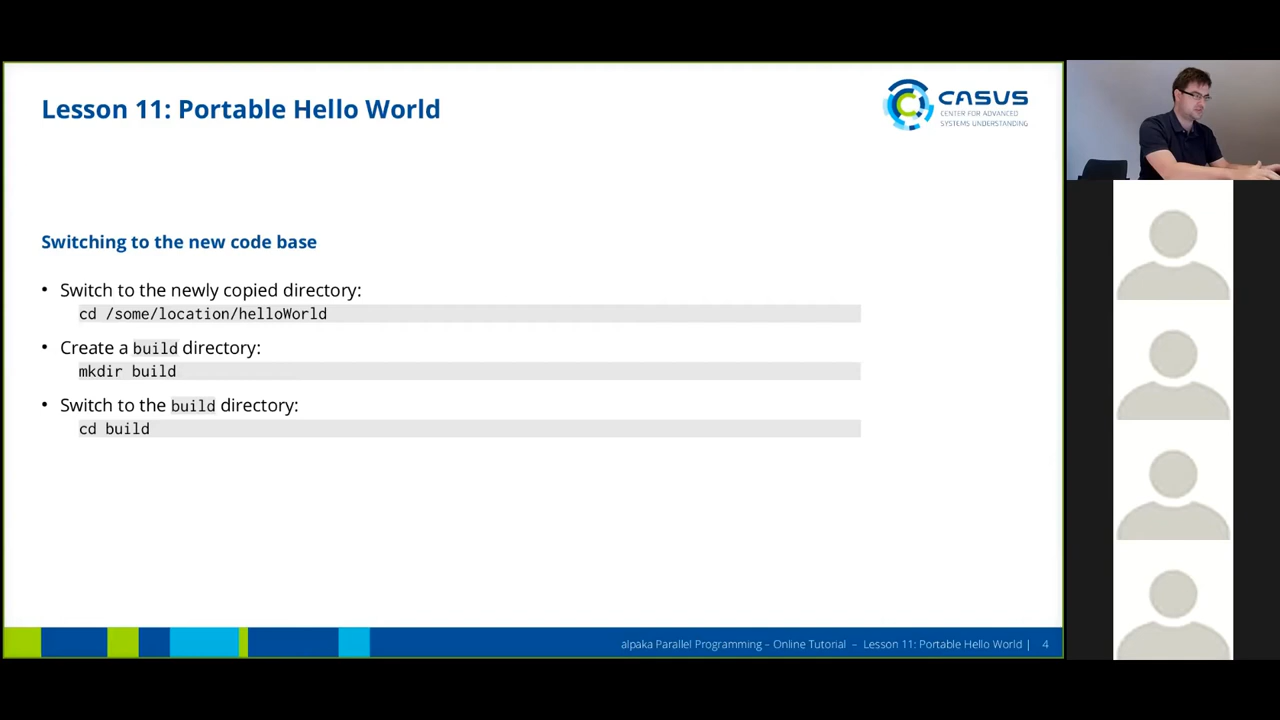 Lesson 11: Portable Hello World
CASUS
CENTER FOR ADVANCED
SYSTEMS UNDERSTANDING
Switching to the new code base
• Switch to the newly copied directory:
cd /some/location/helloWorld
• Create a build directory:
mkdir build
• Switch to the build directory:
cd build
alpaka Parallel Programming – Online Tutorial – Lesson 11: Portable Hello World | 4